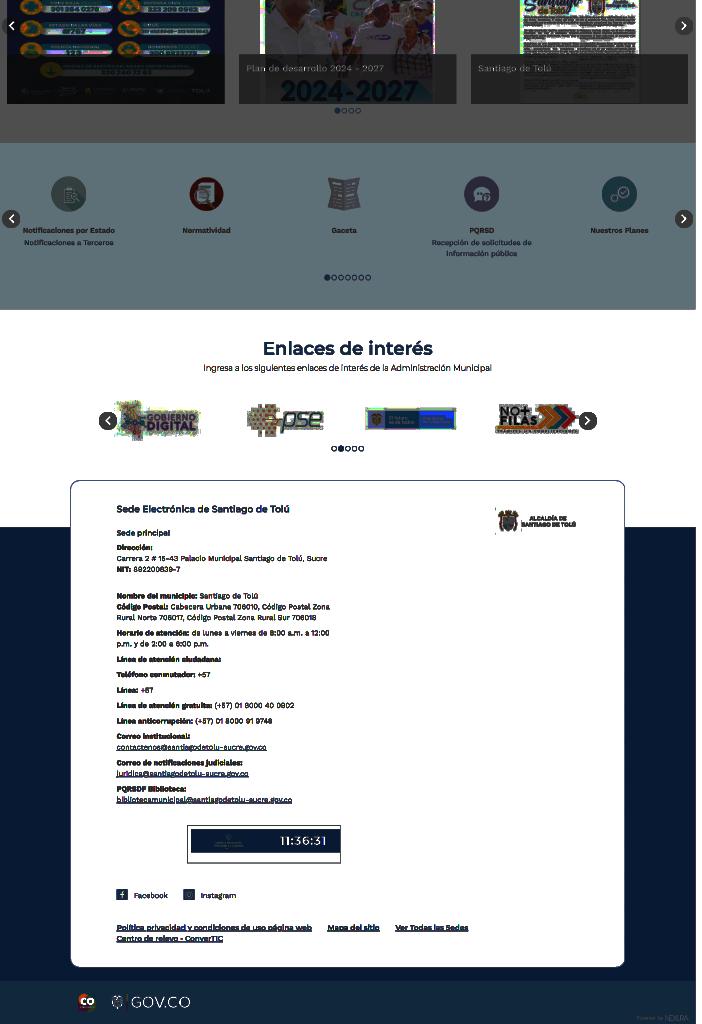 Plan de desarrollo 2024 - 2027
Santiago de Tolú
2024-2027
Notificaciones por Estado
Notificaciones a Terceros
Normatividad
Gaceta
PQRSD
Recepción de solicitudes de
información pública
Nuestros Planes
Enlaces de interés
Ingresa a los siguientes enlaces de interés de la Administración Municipal
GOBIERNO
DIGITAL
pse
NO+
FILAS
Sede Electrónica de Santiago de Tolú
ALCALDÍA DE
SANTIAGO DE TOLÚ
Sede principal
Dirección:
Carrera 2 # 15-43 Palacio Municipal Santiago de Tolú, Sucre
NIT: 892200839-7
Nombre del municipio: Santiago de Tolú
Código Postal: Cabecera Urbana 706010, Código Postal Zona
Rural Norte 706017, Código Postal Zona Rural Sur 706018
Horario de atención: de lunes a viernes de 8:00 a.m. a 12:00
p.m. y de 2:00 a 6:00 p.m.
Línea de atención ciudadana:
Teléfono conmutador: +57
Línea: +57
Línea de atención gratuita: (+57) 01 8000 40 0802
Línea anticorrupción: (+57) 01 8000 91 9748
Correo institucional:
contactenos@santiagodetolu-sucre.gov.co
Correo de notificaciones judiciales:
juridica@santiagodetolu-sucre.gov.co
PQRSDF Biblioteca:
bibliotecamunicipal@santiagodetolu-sucre.gov.co
11:36:31
Facebook
Instagram
Política privacidad y condiciones de uso página web
Mapa del sitio
Ver Todas las Sedes
Centro de relevo - ConverTIC
CO
GOV.CO
Powered by NEXURA